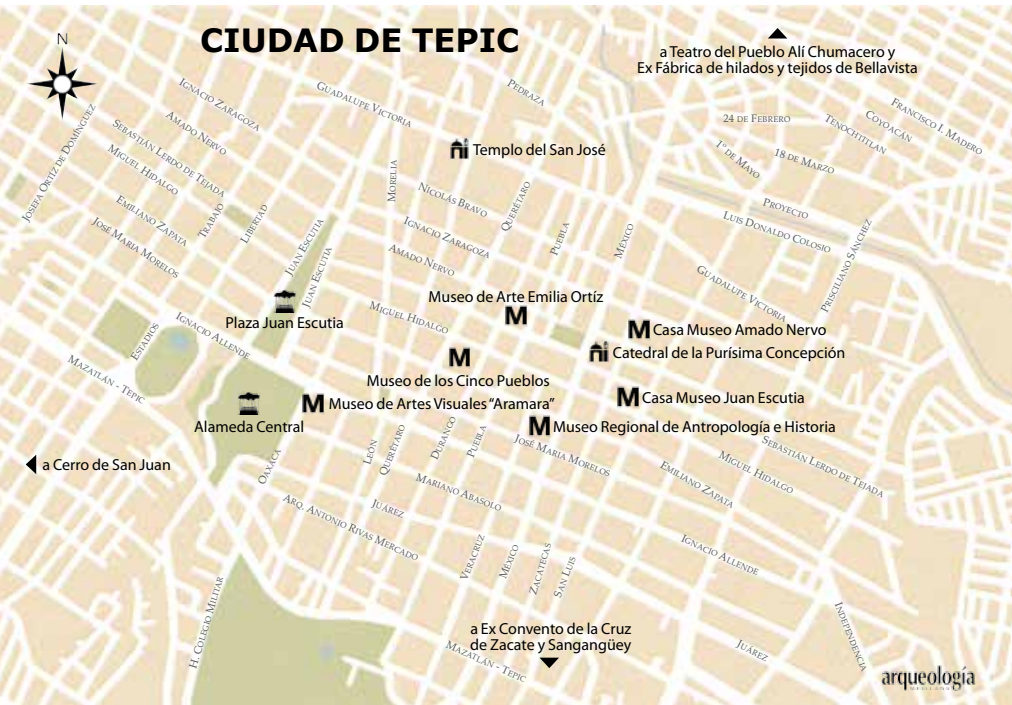 CIUDAD DE TEPIC
N
a Teatro del Pueblo Alí Chumacero y
Ex Fábrica de hilados y tejidos de Bellavista
PEDRAZA
IGNACIO ZARAGOZA
GUADALUPE VICTORIA
FRANCISCO I. MADERO
COYOACÁN
TENOCHTITLAN
24 DE FEBRERO
JOSEFA ORTIZ DE DOMÍNGUEZ
AMADO NERVO
SEBASTIÁN LERDO DE TEJADA
MIGUEL HIDALGO
Templo del San José
1º DE MAYO
18 DE MARZO
MORELIA
NICOLÁS BRAVO
QUERÉTARO
EMILIANO ZAPATA
TRABAJO
LIBERTAD
JOSÉ MARIA MORELOS
JUAN ESCUTIA
JUAN ESCUTIA
IGNACIO ZARAGOZA
AMADO NERVO
PUEBLA
MÉXICO
PROYECTO
LUIS DONALDO COLOSIO
PRISCILIANO SÁNCHEZ
GUADALUPE VICTORIA
Museo de Arte Emilia Ortíz
M
Plaza Juan Escutia
MIGUEL HIDALGO
ESTADIOS
IGNACIO ALLENDE
M Casa Museo Amado Nervo
Catedral de la Purísima Concepción
MAZATLÁN - TEPIC
M
Museo de los Cinco Pueblos
M Museo de Artes Visuales "Aramara"
M Casa Museo Juan Escutia
Alameda Central
M Museo Regional de Antropología e Historia
a Cerro de San Juan
OAXACA
LEÓN
QUERÉTARO
DURANGO
PUEBLA
JOSÉ MARIA MORELOS
EMILIANO ZAPATA
MIGUEL HIDALGO
SEBASTIÁN LERDO DE TEJADA
MARIANO ABASOLO
JUÁREZ
ARQ. ANTONIO RIVAS MERCADO
VERACRUZ
MÉXICO
ZACATECAS
SAN LUIS
IGNACIO ALLENDE
H. COLEGIO MILITAR
INDEPENDENCIA
a Ex Convento de la Cruz
de Zacate y Sangangüey
MAZATLÁN - TEPIC
JUÁREZ
arqueología